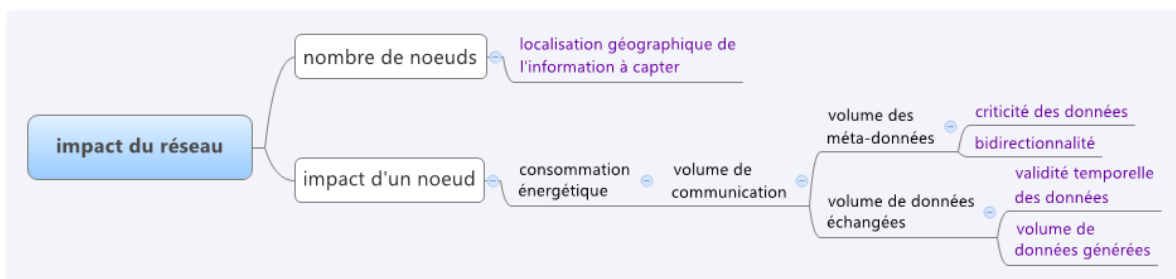 impact du réseau
nombre de noeuds
localisation géographique de
l'information à capter
impact d'un noeud
consommation
énergétique
volume de
communication
volume des
méta-données
criticité des données
bidirectionnalité
volume de données
échangées
validité temporelle
des données
volume de
données générées